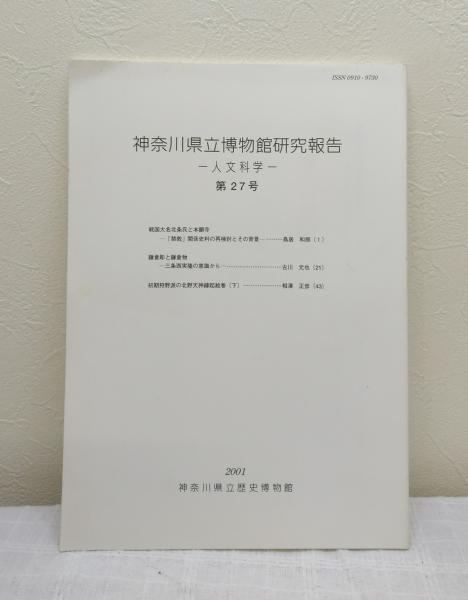 ISSN 0910-9730
神奈川県立博物館研究報告
―人文科学―
第27号
戦国大名北条氏と本願寺
―「禁教」関係史料の再検討とその背景―………鳥居 和郎（1）
鎌倉彫と鎌倉物
―三条西実隆の意識から―…………………古川 元也（21）
初期狩野派の北野天神縁起絵巻（下）………………相澤 正彦（43）
2001
神奈川県立歴史博物館